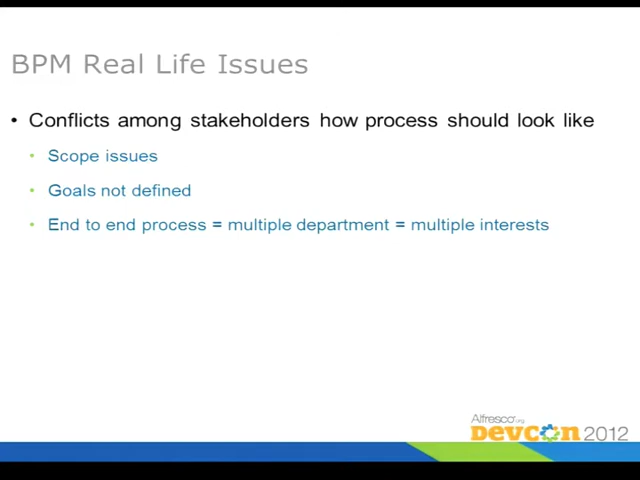 BPM Real Life Issues
• Conflicts among stakeholders how process should look like
• Scope issues
• Goals not defined
• End to end process = multiple department = multiple interests
Alfresco.org
DEVCON 2012